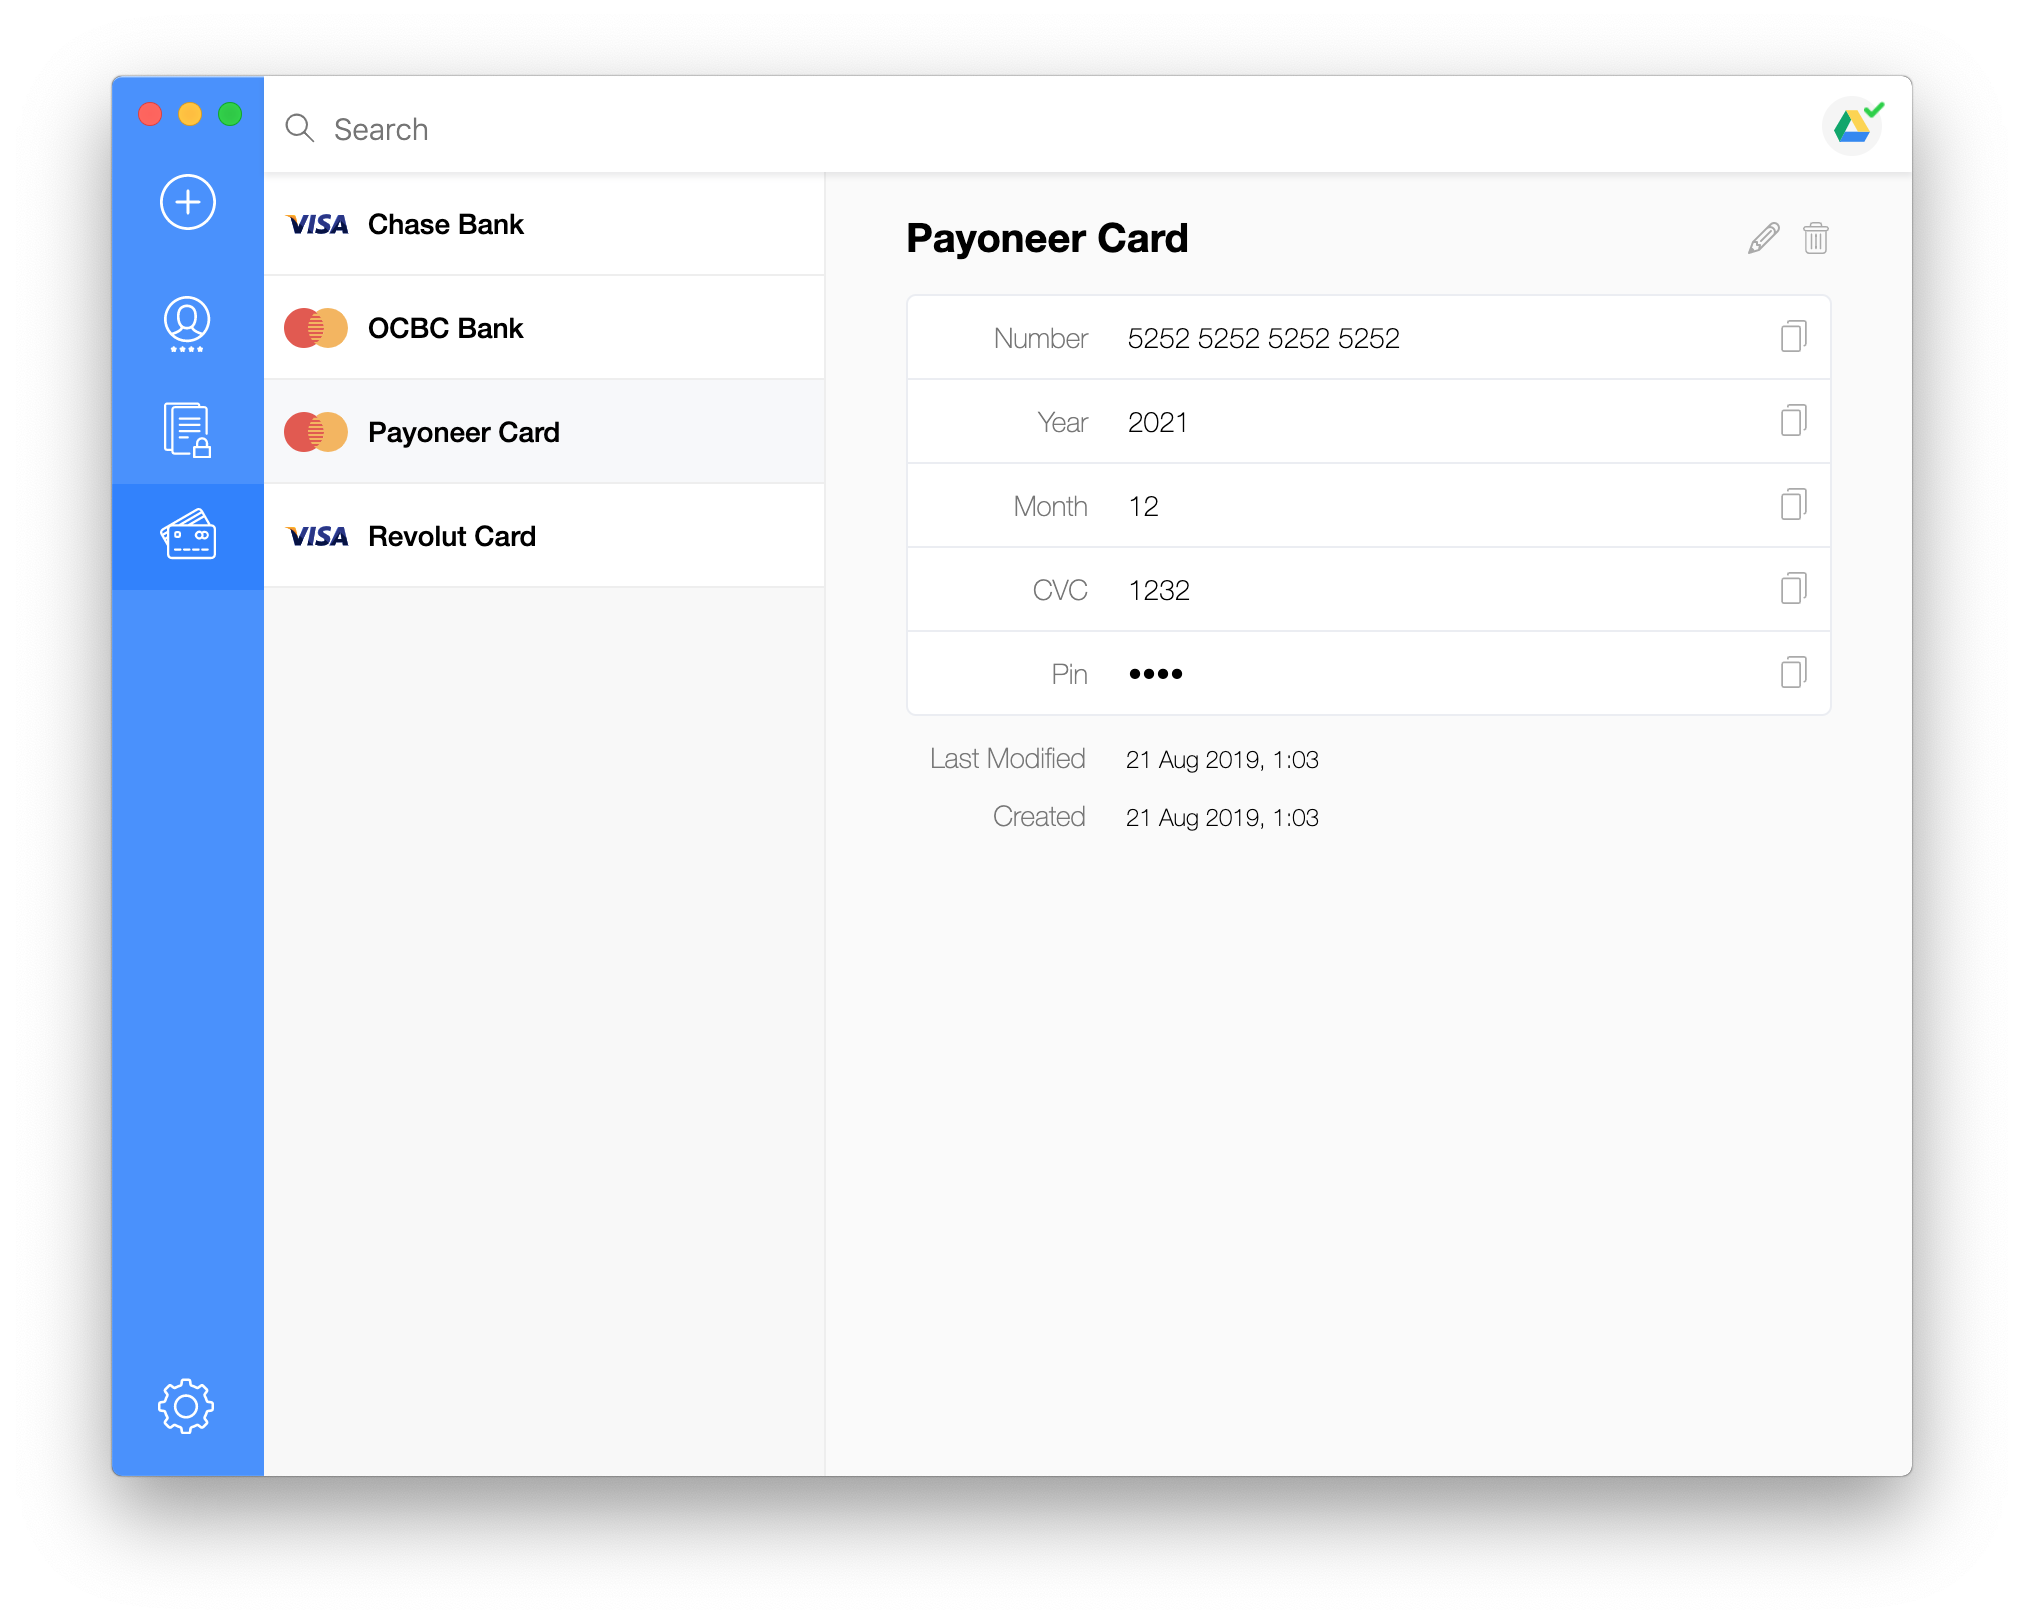 Search
VISA Chase Bank
OCBC Bank
Payoneer Card
VISA Revolut Card
Payoneer Card
Number 5252 5252 5252 5252
Year 2021
Month 12
CVC 1232
Pin ••••
Last Modified 21 Aug 2019, 1:03
Created 21 Aug 2019, 1:03